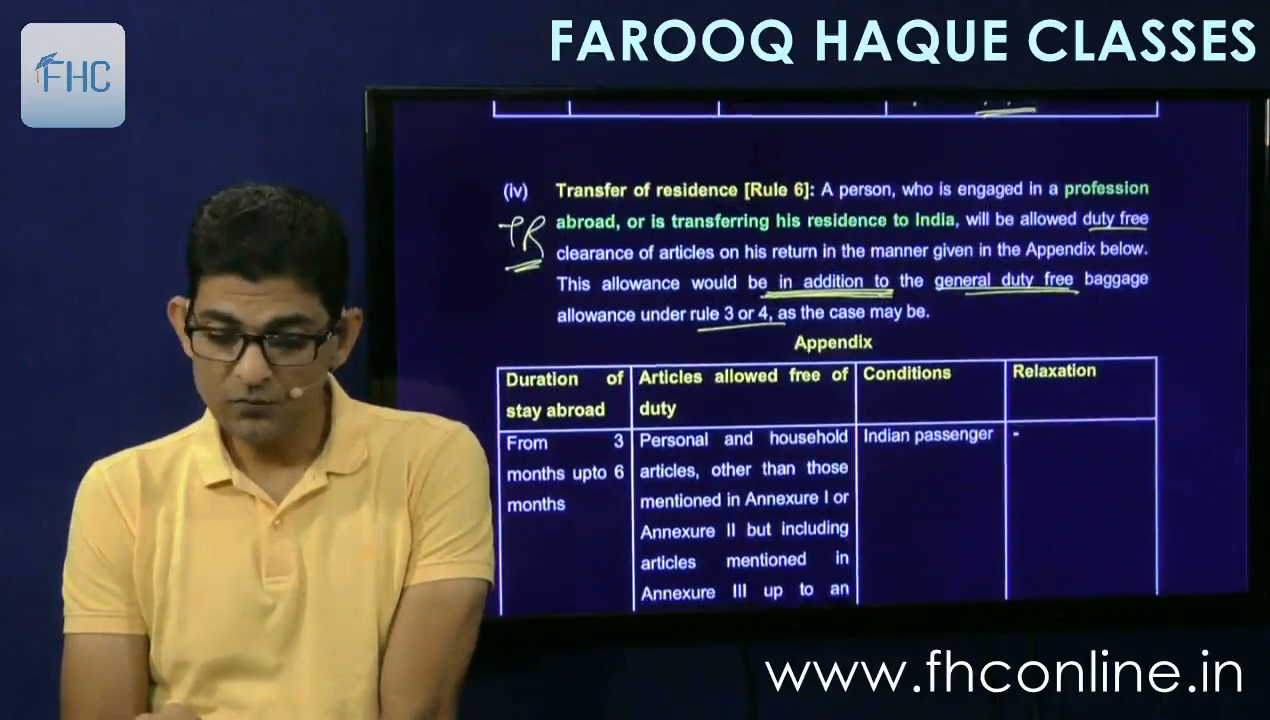 FAROOQ HAQUE CLASSES
FHC
(iv) Transfer of residence [Rule 6]: A person, who is engaged in a profession
TR
abroad, or is transferring his residence to India, will be allowed duty free
clearance of articles on his return in the manner given in the Appendix below.
This allowance would be in addition to the general duty free baggage
allowance under rule 3 or 4, as the case may be.
Appendix
Duration of
stay abroad
Articles allowed free of
duty
Conditions
Relaxation
From 3
months upto 6
months
Personal and household
articles, other than those
mentioned in Annexure I or
Annexure II but including
articles mentioned in
Annexure III up to an
Indian passenger
-
www.fhconline.in